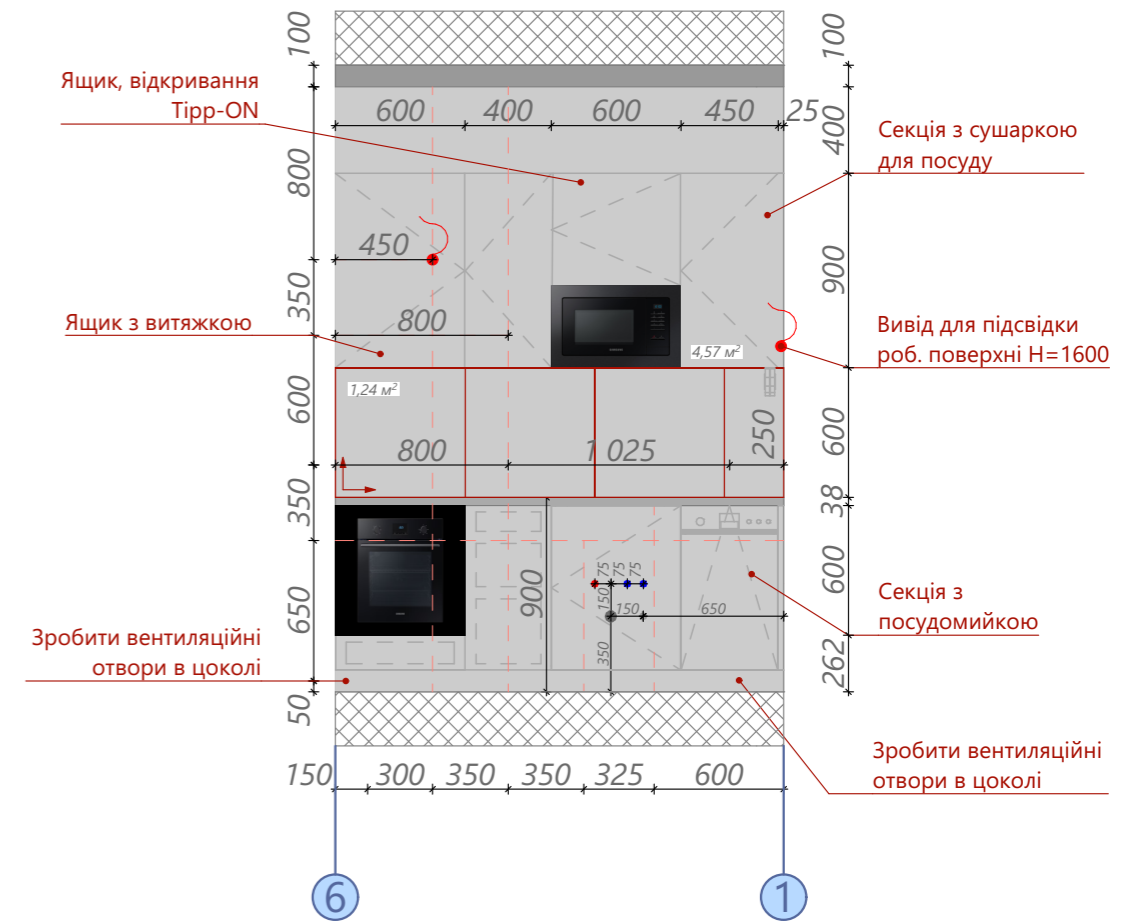 100
100
Ящик, відкривання
Tipp-ON
600
400
600
450
25
400
Секція з сушаркою
для посуду
800
450
900
350
Ящик з витяжкою
800
Вивід для підсвідки
роб. поверхні H=1600
4,57 м²
1,24 м²
600
800
1 025
250
600
350
38
900
75
75
75
150
150
650
350
600
650
Секція з
посудомийкою
Зробити вентиляційні
отвори в цоколі
262
50
Зробити вентиляційні
отвори в цоколі
150
300
350
350
325
600
6
1